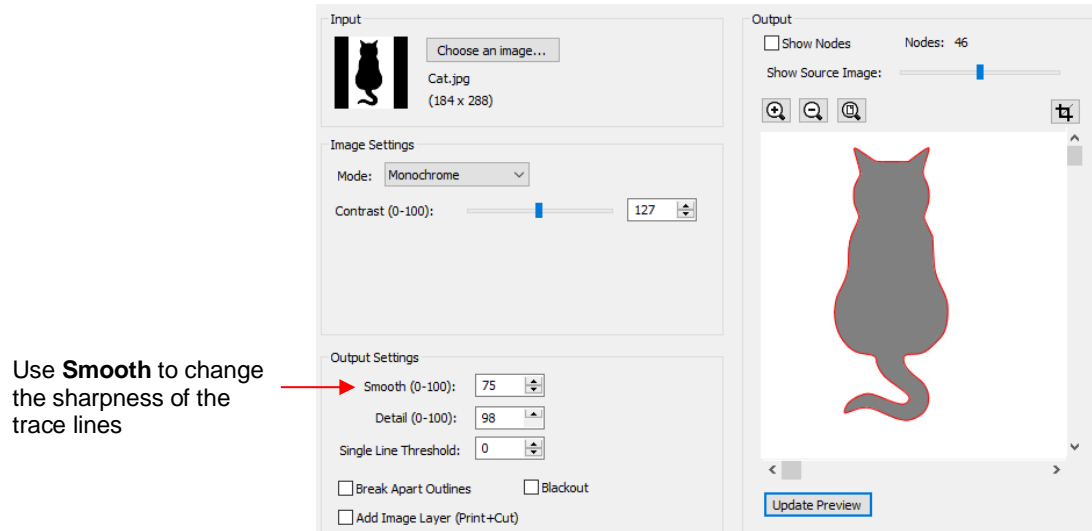 Input
Choose an image...
Cat.jpg
(184 x 288)
Image Settings
Mode: Monochrome
Contrast (0-100): 127
Use Smooth to change
the sharpness of the
trace lines
Output Settings
Smooth (0-100): 75
Detail (0-100): 98
Single Line Threshold: 0
Break Apart Outlines Blackout
Add Image Layer (Print+Cut)
Output
Show Nodes Nodes: 46
Show Source Image:
Update Preview